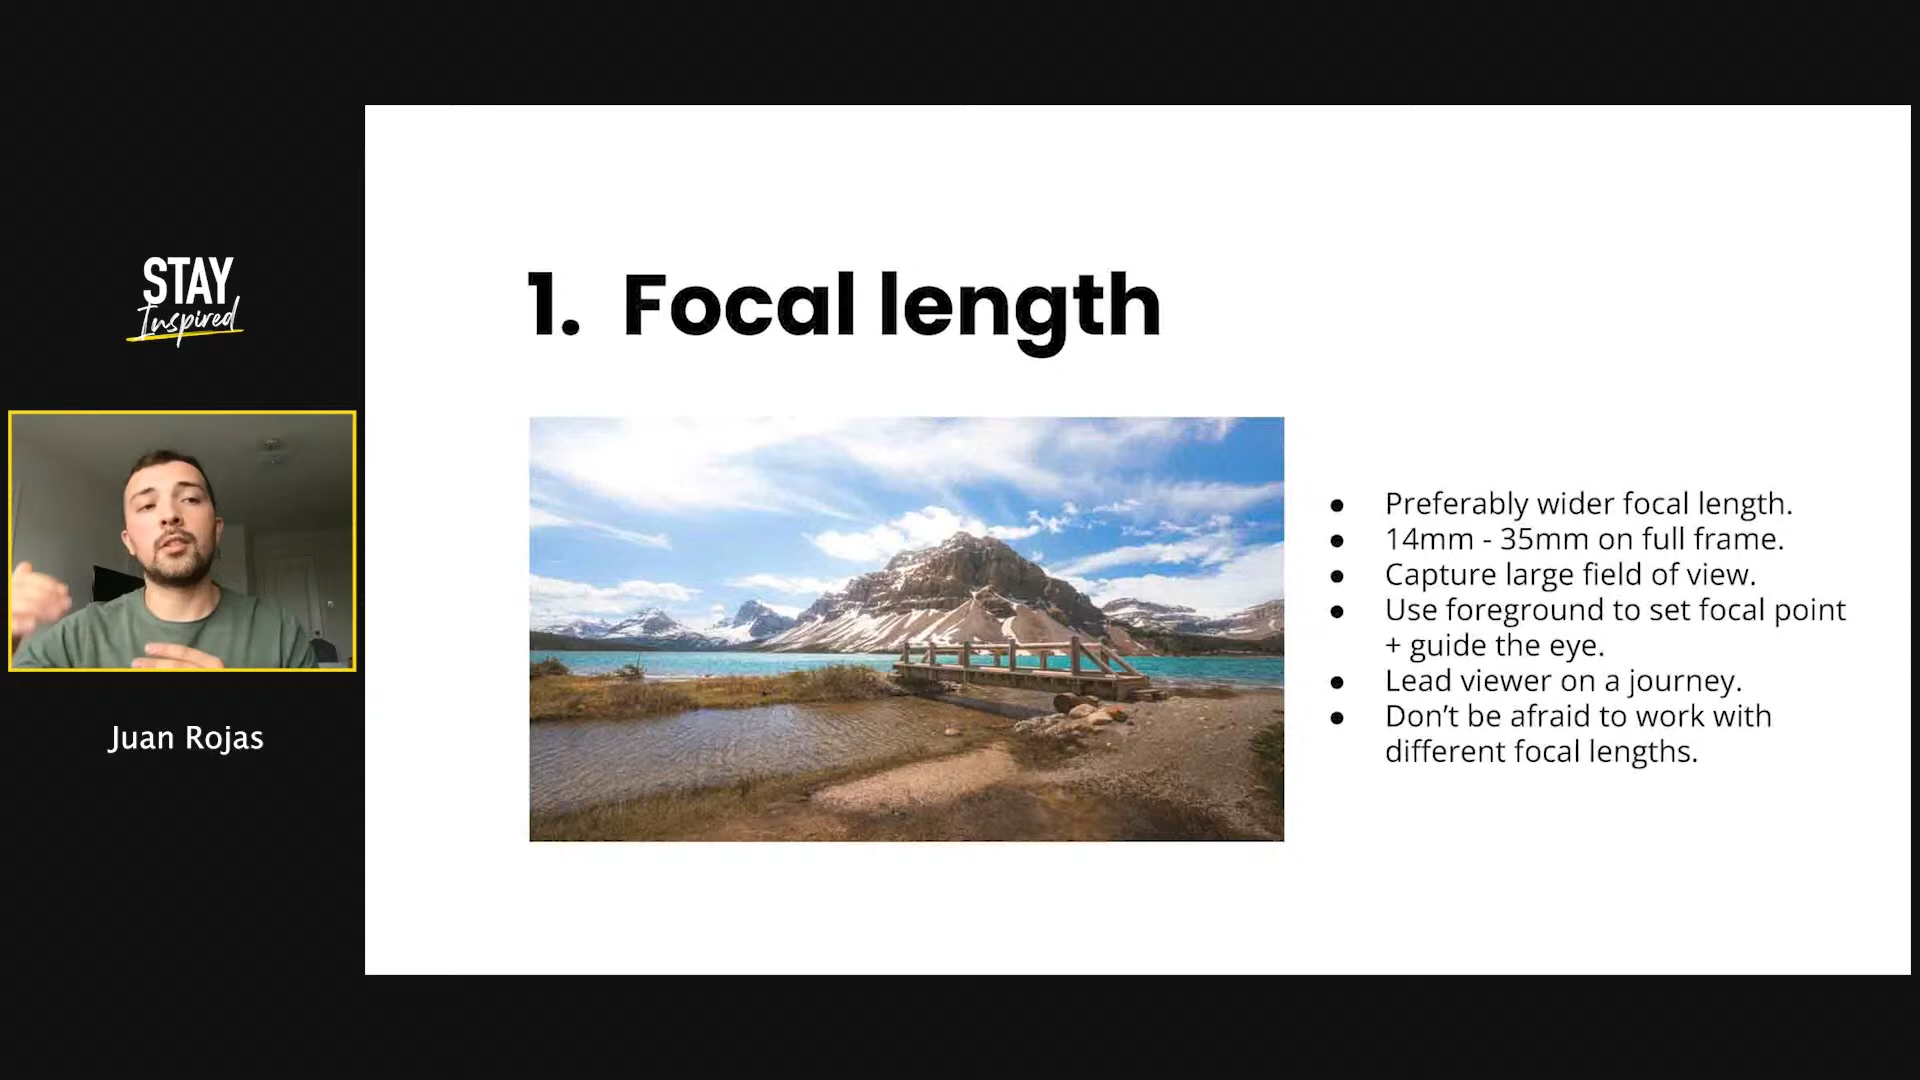 STAY
Inspired
Juan Rojas
1. Focal length
● Preferably wider focal length.
● 14mm - 35mm on full frame.
● Capture large field of view.
● Use foreground to set focal point
+ guide the eye.
● Lead viewer on a journey.
● Don’t be afraid to work with
different focal lengths.